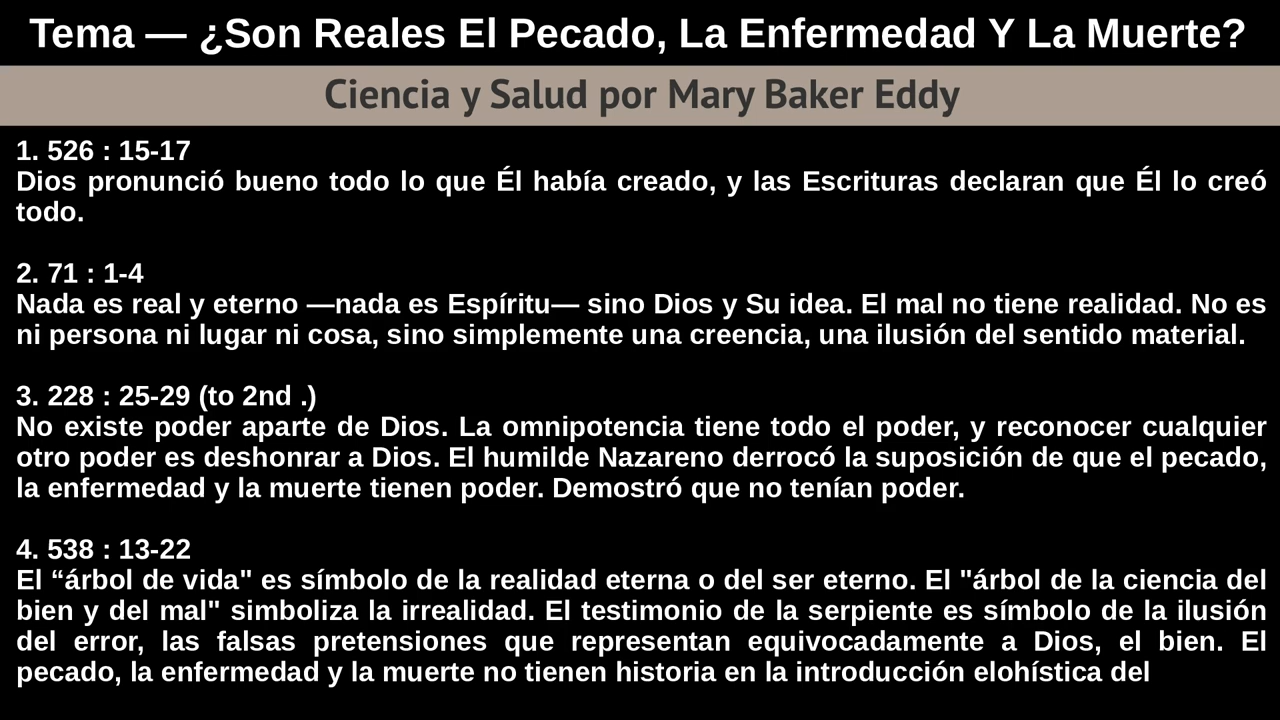 Tema — ¿Son Reales El Pecado, La Enfermedad Y La Muerte?
Ciencia y Salud por Mary Baker Eddy
1. 526 : 15-17
Dios pronunció bueno todo lo que Él había creado, y las Escrituras declaran que Él lo creó
todo.
2. 71 : 1-4
Nada es real y eterno —nada es Espíritu— sino Dios y Su idea. El mal no tiene realidad. No es
ni persona ni lugar ni cosa, sino simplemente una creencia, una ilusión del sentido material.
3. 228 : 25-29 (to 2nd .)
No existe poder aparte de Dios. La omnipotencia tiene todo el poder, y reconocer cualquier
otro poder es deshonrar a Dios. El humilde Nazareno derrocó la suposición de que el pecado,
la enfermedad y la muerte tienen poder. Demostró que no tenían poder.
4. 538 : 13-22
El “árbol de vida" es símbolo de la realidad eterna o del ser eterno. El "árbol de la ciencia del
bien y del mal" simboliza la irrealidad. El testimonio de la serpiente es símbolo de la ilusión
del error, las falsas pretensiones que representan equivocadamente a Dios, el bien. El
pecado, la enfermedad y la muerte no tienen historia en la introducción elohística del